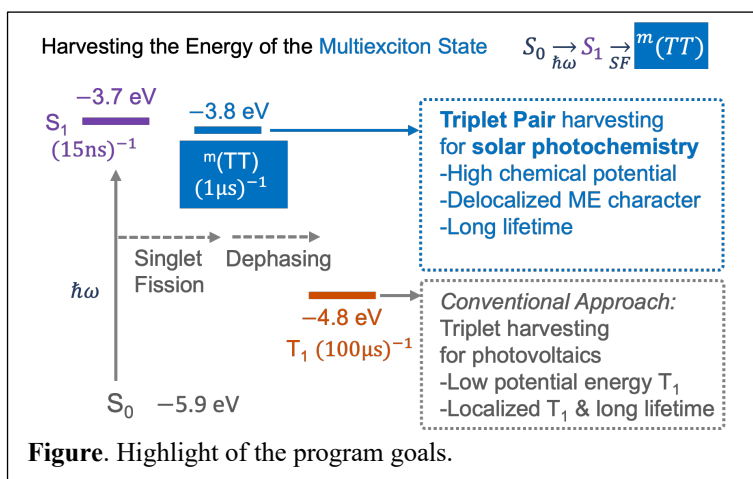 Harvesting the Energy of the Multiexciton State
S₀ →ℏω S₁ →SF ᵐ(TT)
−3.7 eV
S₁
(15ns)⁻¹
−3.8 eV
ᵐ(TT)
(1μs)⁻¹
Triplet Pair harvesting
for solar photochemistry
-High chemical potential
-Delocalized ME character
-Long lifetime
Singlet
Fission
Dephasing
ℏω
−4.8 eV
T₁ (100μs)⁻¹
Conventional Approach:
Triplet harvesting
for photovoltaics
-Low potential energy T₁
-Localized T₁ & long lifetime
S₀ −5.9 eV
Figure. Highlight of the program goals.